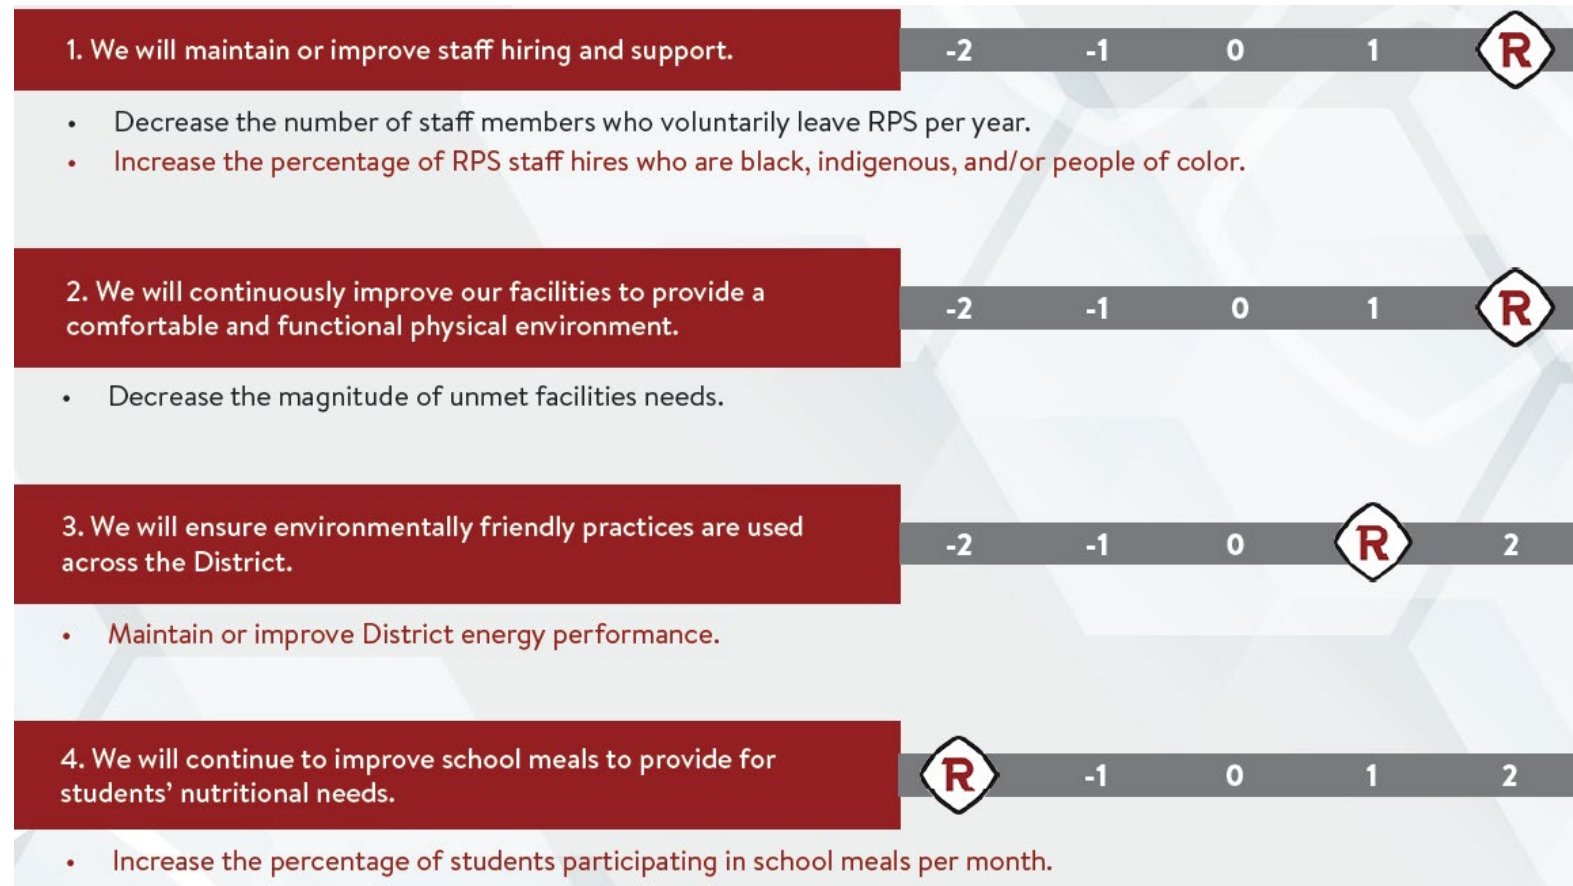 1. We will maintain or improve staff hiring and support.
-2 -1 0 1 R
• Decrease the number of staff members who voluntarily leave RPS per year.
• Increase the percentage of RPS staff hires who are black, indigenous, and/or people of color.
2. We will continuously improve our facilities to provide a
comfortable and functional physical environment.
-2 -1 0 1 R
• Decrease the magnitude of unmet facilities needs.
3. We will ensure environmentally friendly practices are used
across the District.
-2 -1 0 R 2
• Maintain or improve District energy performance.
4. We will continue to improve school meals to provide for
students’ nutritional needs.
R -1 0 1 2
• Increase the percentage of students participating in school meals per month.